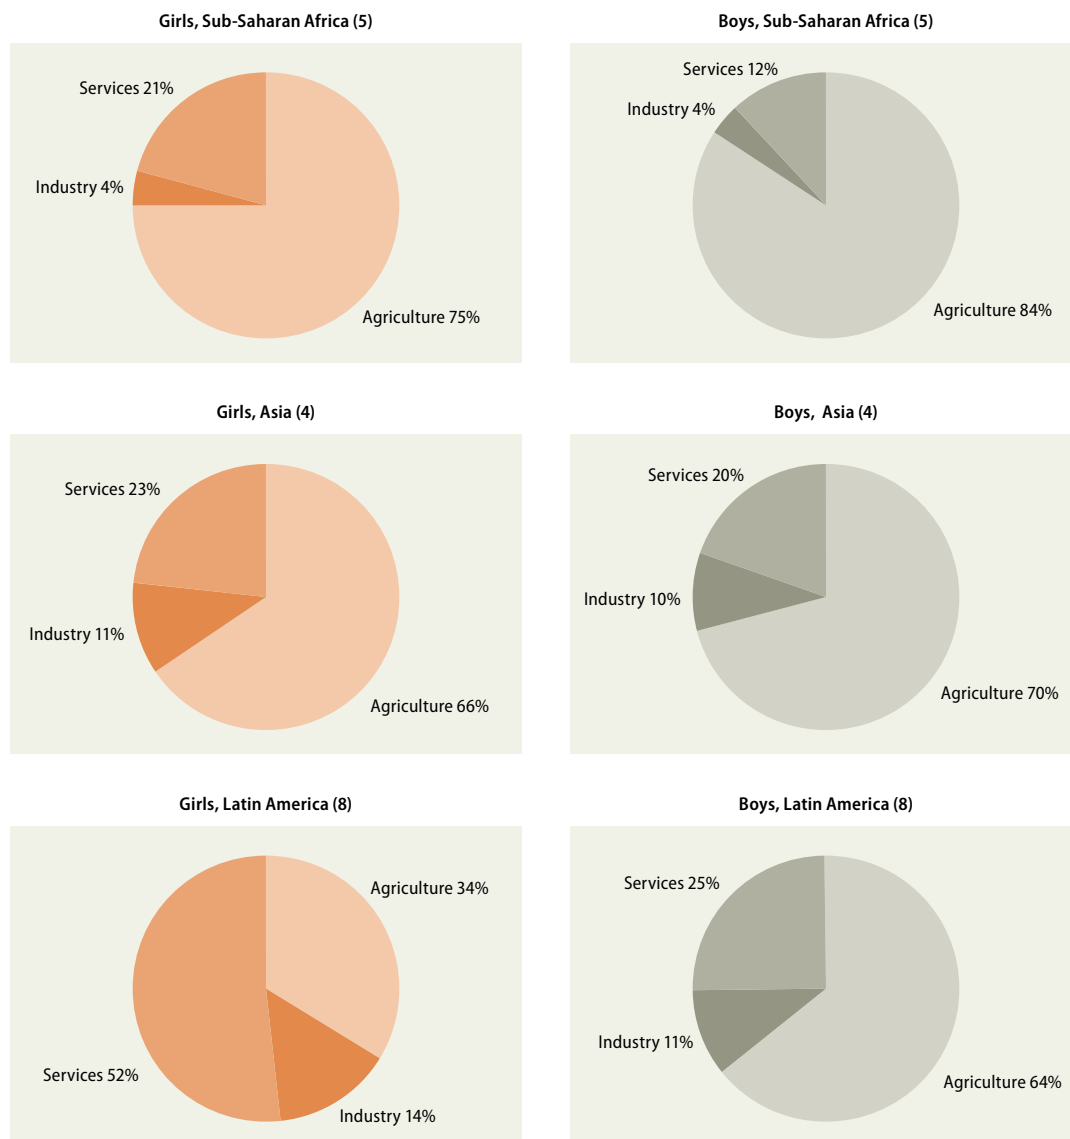 Girls, Sub-Saharan Africa (5)
Services 21%
Industry 4%
Agriculture 75%
Boys, Sub-Saharan Africa (5)
Services 12%
Industry 4%
Agriculture 84%
Girls, Asia (4)
Services 23%
Industry 11%
Agriculture 66%
Boys, Asia (4)
Services 20%
Industry 10%
Agriculture 70%
Girls, Latin America (8)
Agriculture 34%
Services 52%
Industry 14%
Boys, Latin America (8)
Services 25%
Industry 11%
Agriculture 64%